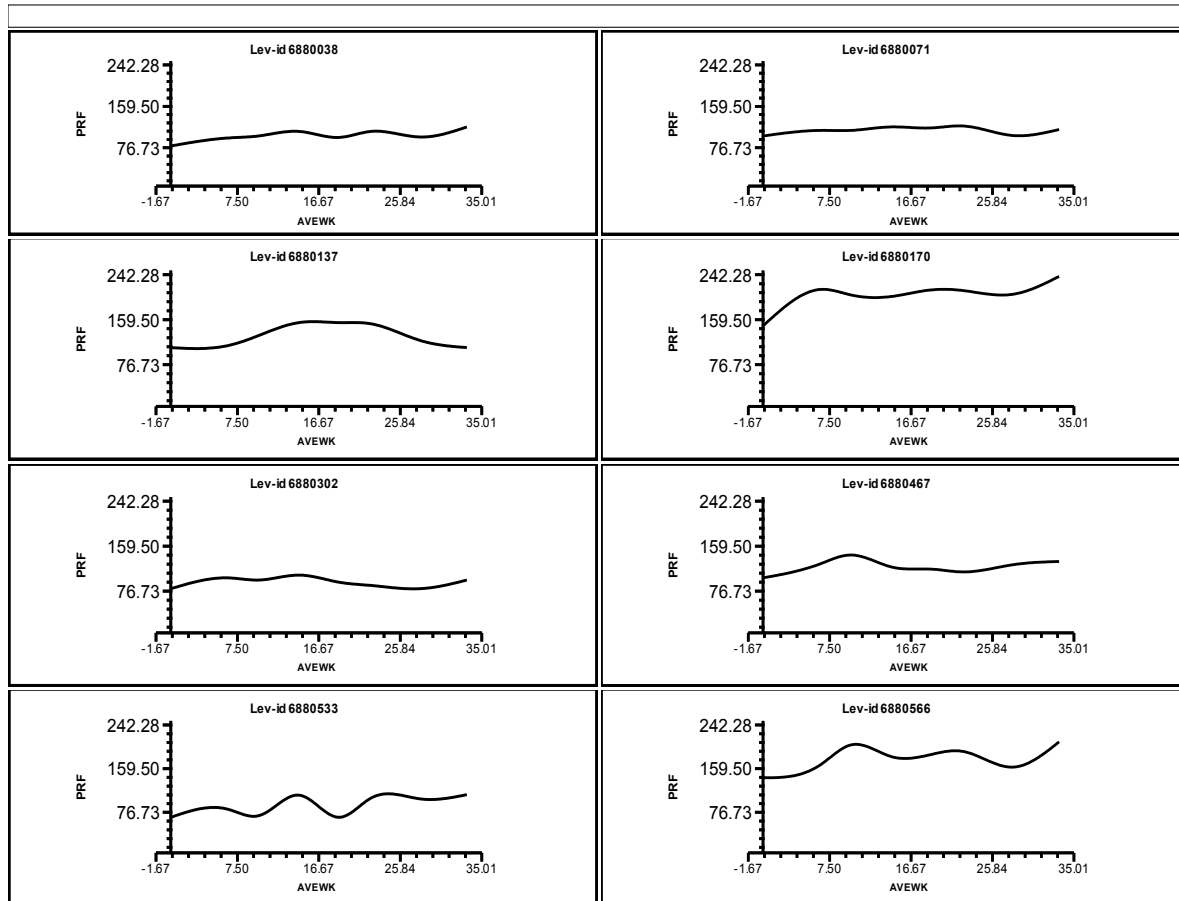 Lev-id 6880038
242.28
159.50
76.73
PRF
-1.67 7.50 16.67 25.84 35.01
AVEWK
Lev-id 6880071
242.28
159.50
76.73
PRF
-1.67 7.50 16.67 25.84 35.01
AVEWK
Lev-id 6880137
242.28
159.50
76.73
PRF
-1.67 7.50 16.67 25.84 35.01
AVEWK
Lev-id 6880170
242.28
159.50
76.73
PRF
-1.67 7.50 16.67 25.84 35.01
AVEWK
Lev-id 6880302
242.28
159.50
76.73
PRF
-1.67 7.50 16.67 25.84 35.01
AVEWK
Lev-id 6880467
242.28
159.50
76.73
PRF
-1.67 7.50 16.67 25.84 35.01
AVEWK
Lev-id 6880533
242.28
159.50
76.73
PRF
-1.67 7.50 16.67 25.84 35.01
AVEWK
Lev-id 6880566
242.28
159.50
76.73
PRF
-1.67 7.50 16.67 25.84 35.01
AVEWK